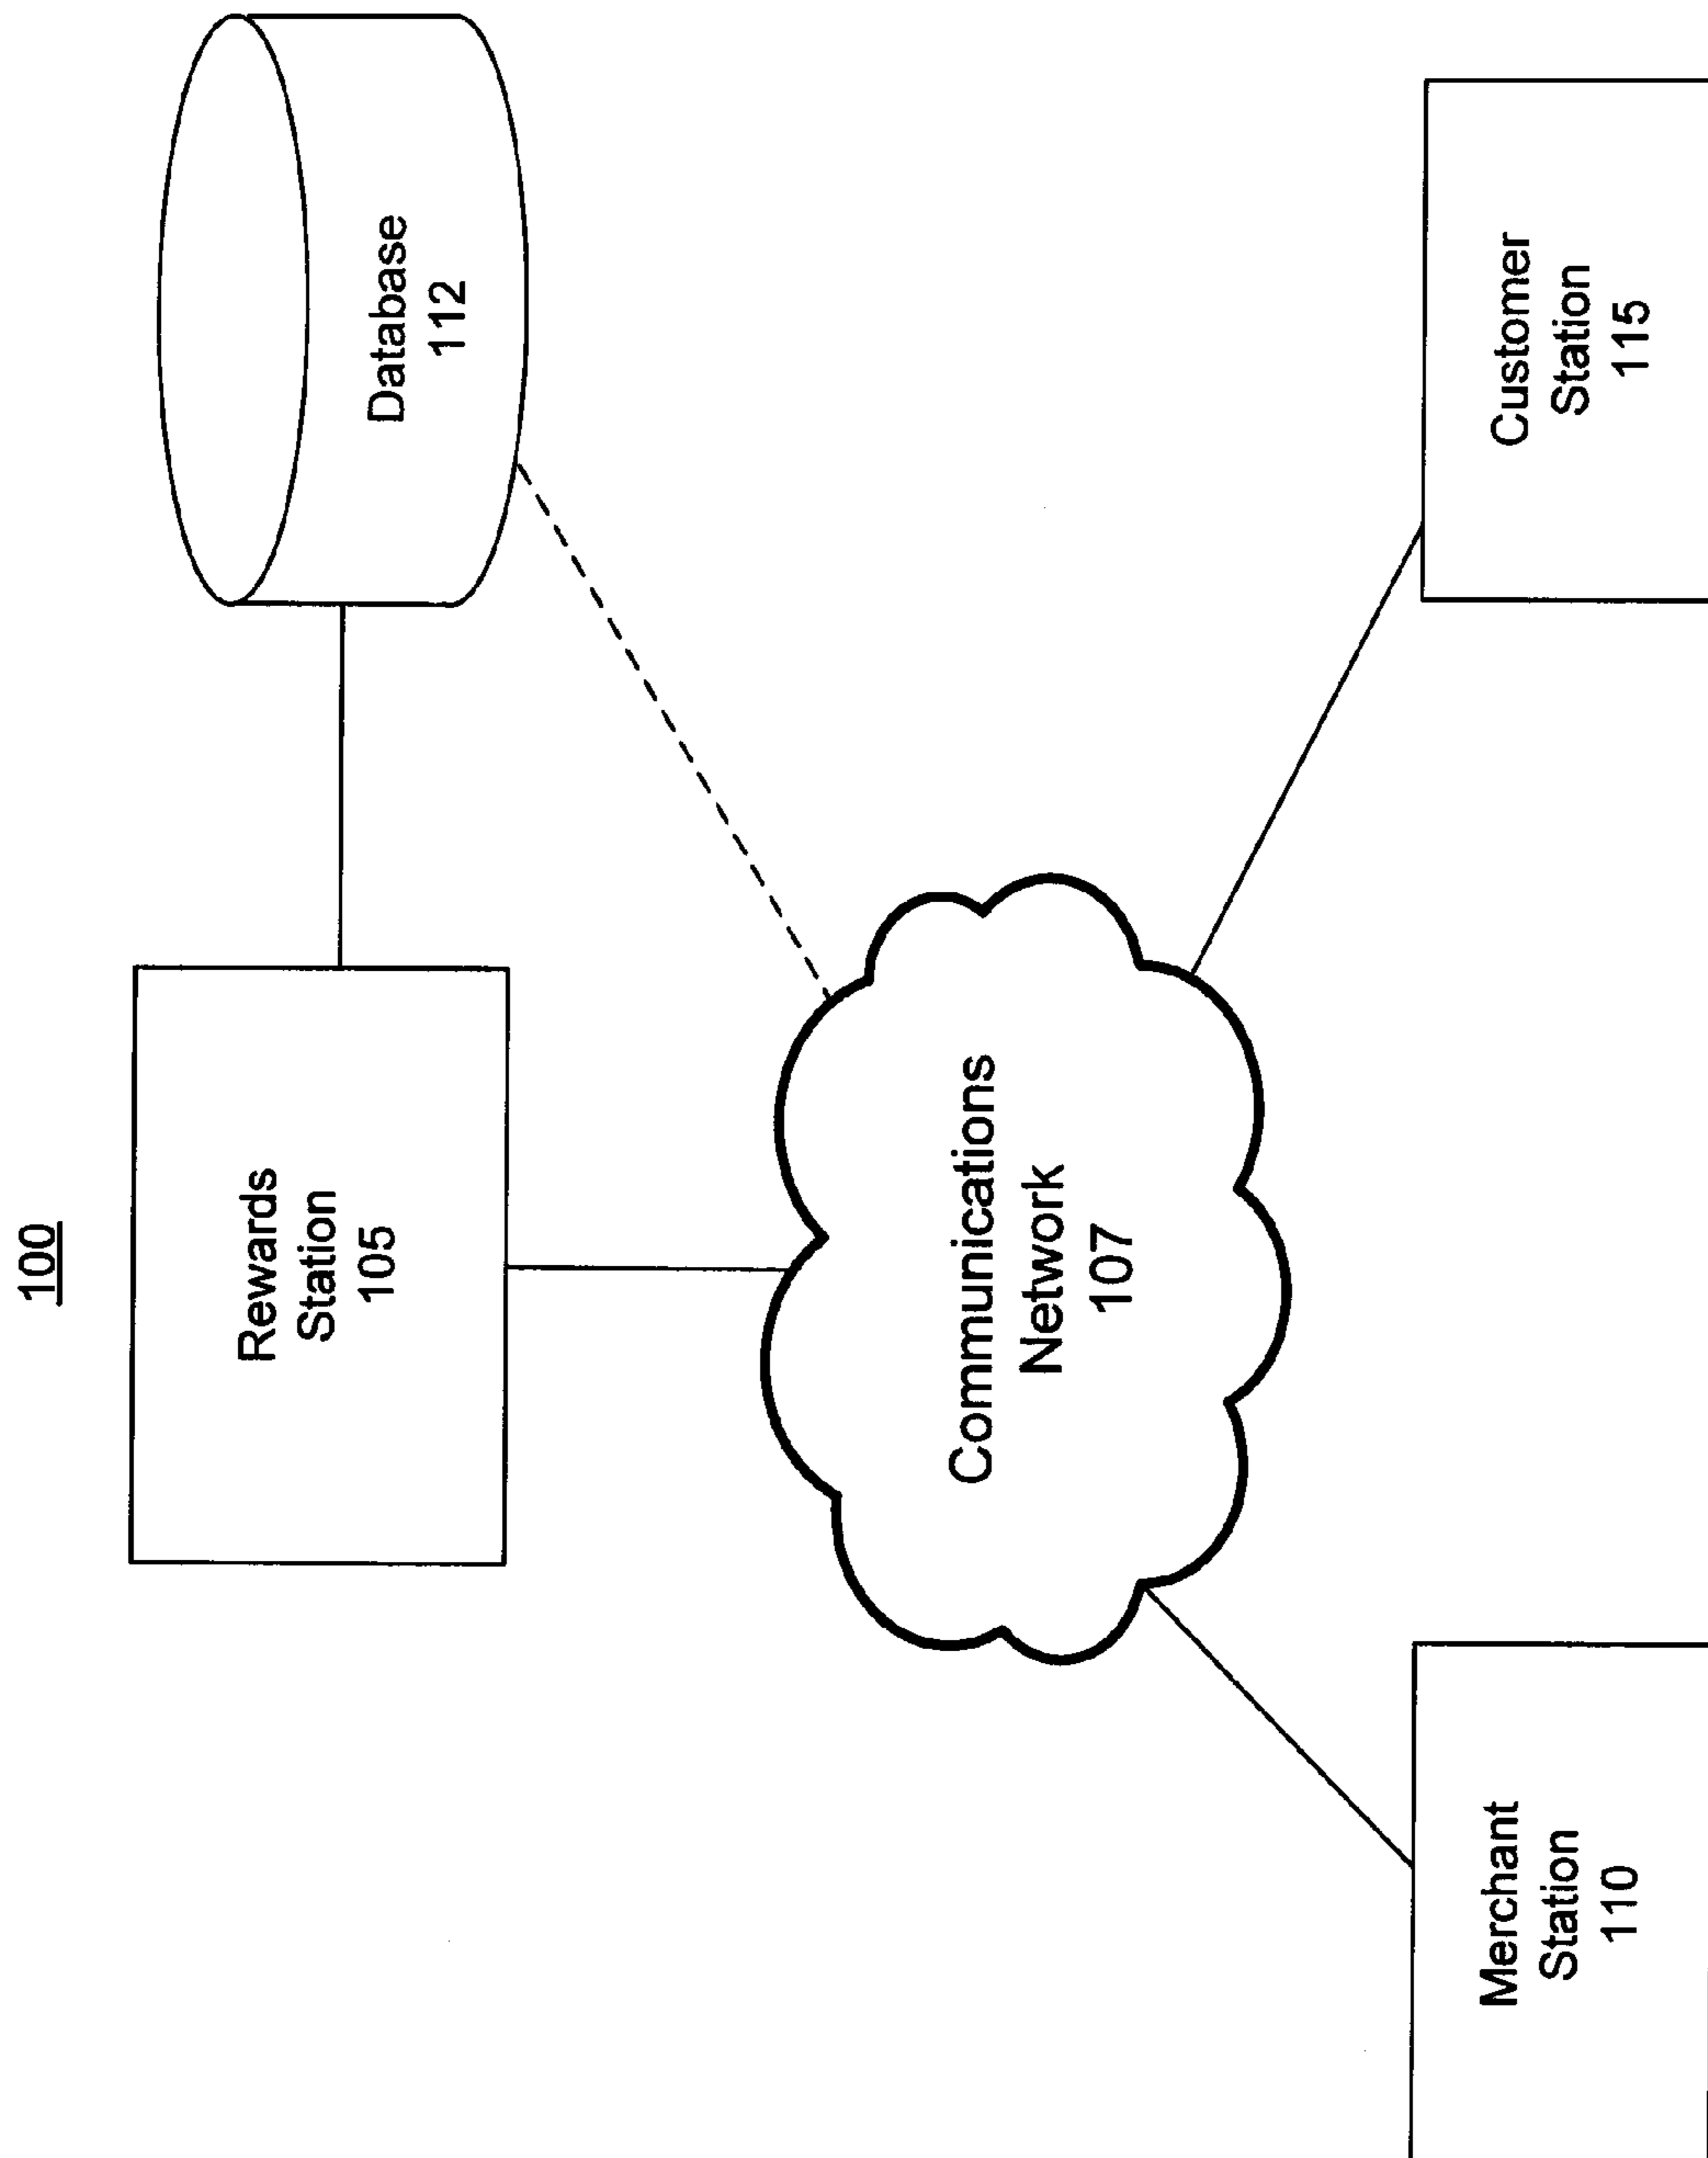 100
Rewards
Station
105
Database
112
Communications
Network
107
Merchant
Station
110
Customer
Station
115